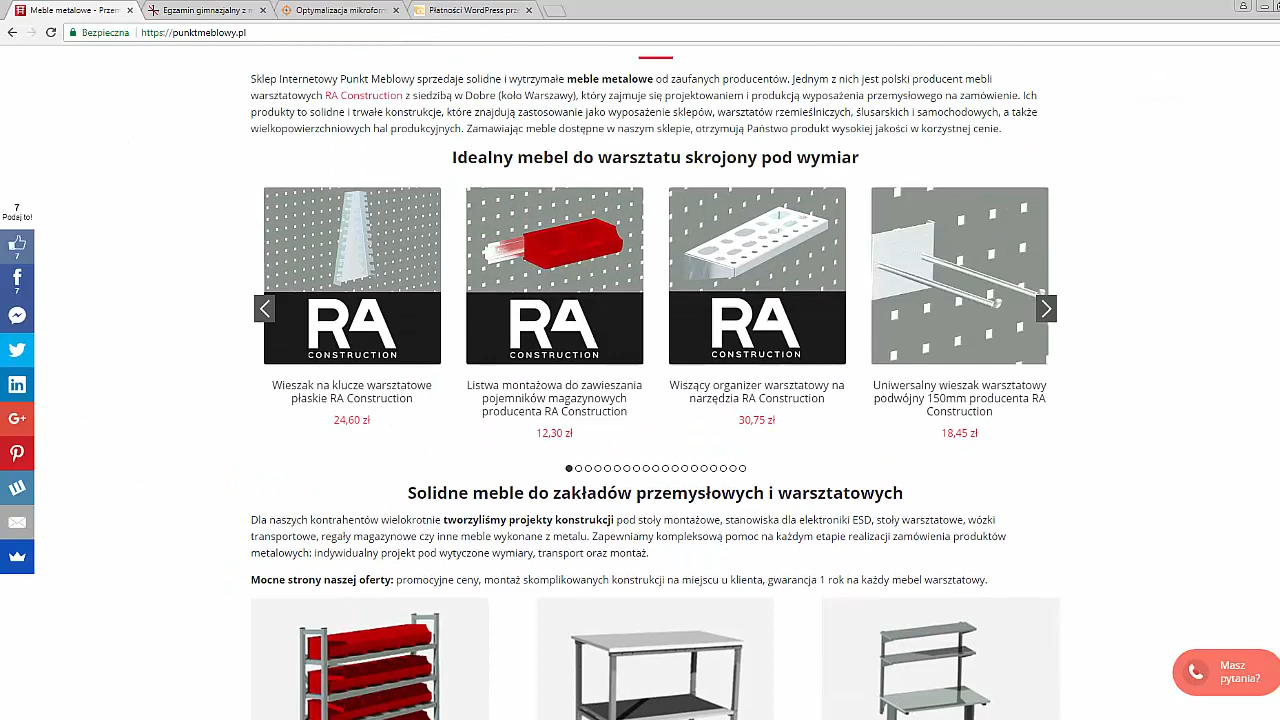 Meble metalowe - Przem
Egzamin gimnazjalny z m
Optymalizacja mikroform
Płatności WordPress prz
Bezpieczna
https://punktmeblowy.pl
Sklep Internetowy Punkt Meblowy sprzedaje solidne i wytrzymałe meble metalowe od zaufanych producentów. Jednym z nich jest polski producent mebli
warsztatowych RA Construction z siedzibą w Dobre (koło Warszawy), który zajmuje się projektowaniem i produkcją wyposażenia przemysłowego na zamówienie. Ich
produkty to solidne i trwałe konstrukcje, które znajdują zastosowanie jako wyposażenie sklepów, warsztatów rzemieślniczych, ślusarskich i samochodowych, a także
wielkopowierzchniowych hal produkcyjnych. Zamawiając meble dostępne w naszym sklepie, otrzymują Państwo produkt wysokiej jakości w korzystnej cenie.
Idealny mebel do warsztatu skrojony pod wymiar
7
Podaj to!
7
7
RA
CONSTRUCTION
RA
CONSTRUCTION
RA
CONSTRUCTION
Wieszak na klucze warsztatowe
płaskie RA Construction
24,60 zł
Listwa montażowa do zawieszania
pojemników magazynowych
producenta RA Construction
12,30 zł
Wiszący organizer warsztatowy na
narzędzia RA Construction
30,75 zł
Uniwersalny wieszak warsztatowy
podwójny 150mm producenta RA
Construction
18,45 zł
Solidne meble do zakładów przemysłowych i warsztatowych
Dla naszych kontrahentów wielokrotnie tworzyliśmy projekty konstrukcji pod stoły montażowe, stanowiska dla elektroniki ESD, stoły warsztatowe, wózki
transportowe, regały magazynowe czy inne meble wykonane z metalu. Zapewniamy kompleksową pomoc na każdym etapie realizacji zamówienia produktów
metalowych: indywidualny projekt pod wytyczone wymiary, transport oraz montaż.
Mocne strony naszej oferty: promocyjne ceny, montaż skomplikowanych konstrukcji na miejscu u klienta, gwarancja 1 rok na każdy mebel warsztatowy.
Masz
pytania?